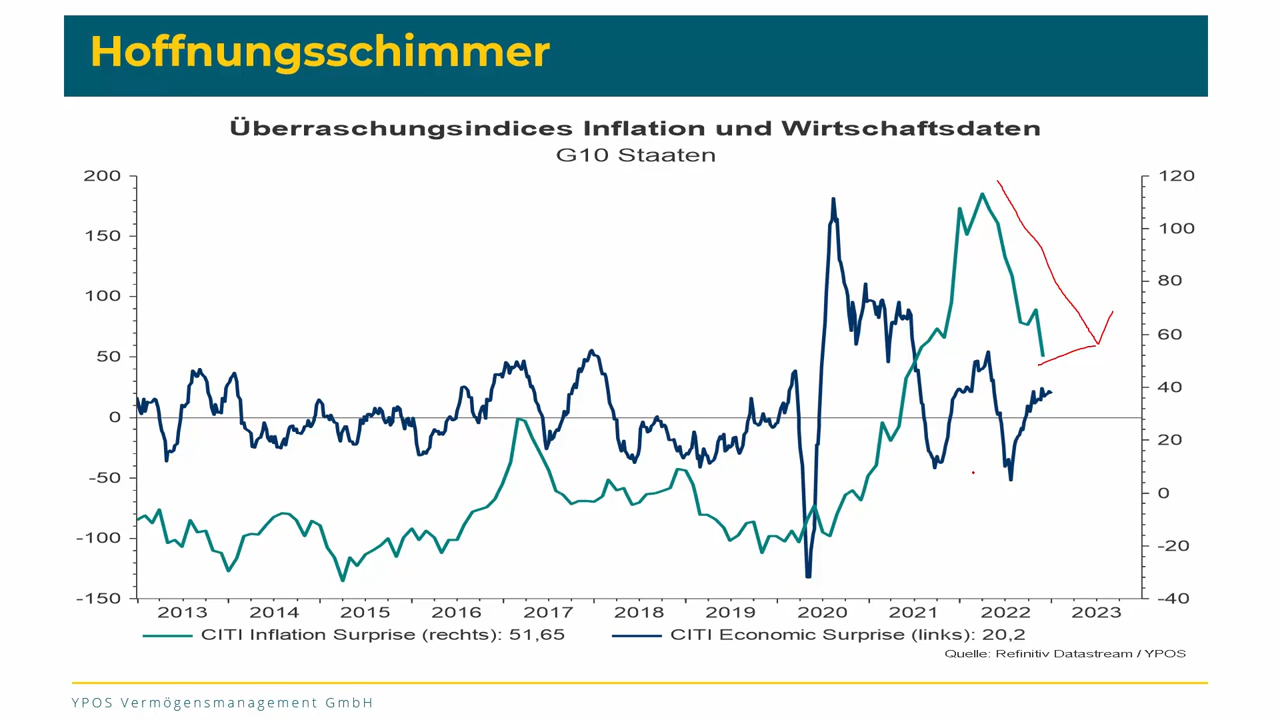 Hoffnungsschimmer
Überraschungsindices Inflation und Wirtschaftsdaten
G10 Staaten
200
150
100
50
0
-50
-100
-150
120
100
80
60
40
20
0
-20
-40
2013 2014 2015 2016 2017 2018 2019 2020 2021 2022 2023
CITI Inflation Surprise (rechts): 51,65 CITI Economic Surprise (links): 20,2
Quelle: Refinitiv Datastream / YPOS
YPOS Vermögensmanagement GmbH